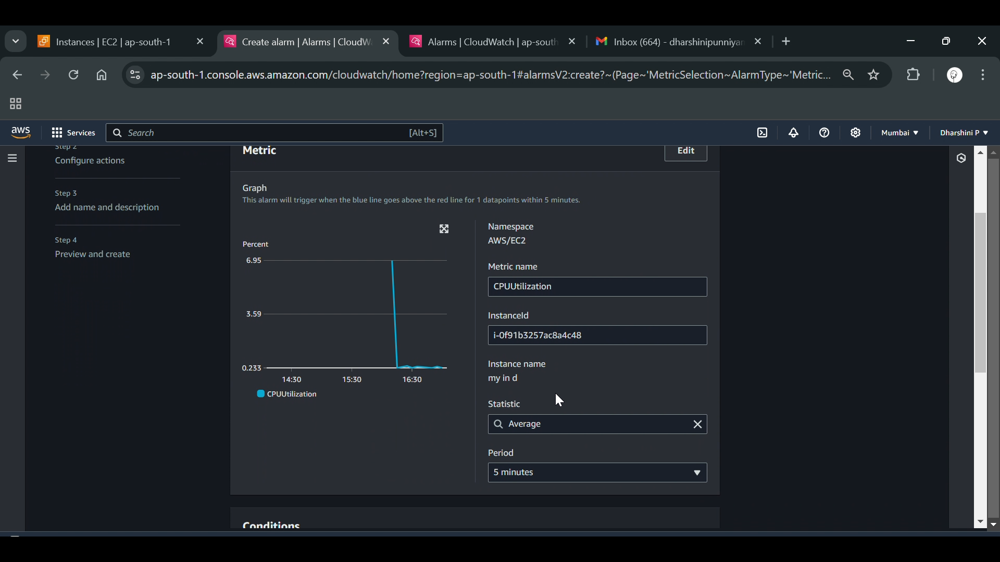 Instances | EC2 | ap-south-1
Create alarm | Alarms | CloudW
Alarms | CloudWatch | ap-south
Inbox (664) - dharshinipunniyan
ap-south-1.console.aws.amazon.com/cloudwatch/home?region=ap-south-1#alarmsV2:create?~(Page~'MetricSelection~AlarmType~'Metric...
aws
Services
Search
[Alt+S]
Mumbai
Dharshini P
Step 2
Configure actions
Step 3
Add name and description
Step 4
Preview and create
Metric
Edit
Graph
This alarm will trigger when the blue line goes above the red line for 1 datapoints within 5 minutes.
Percent
6.95
3.59
0.233
14:30
15:30
16:30
CPUUtilization
Namespace
AWS/EC2
Metric name
CPUUtilization
InstanceId
i-0f91b3257ac8a4c48
Instance name
my in d
Statistic
Average
Period
5 minutes
Conditions